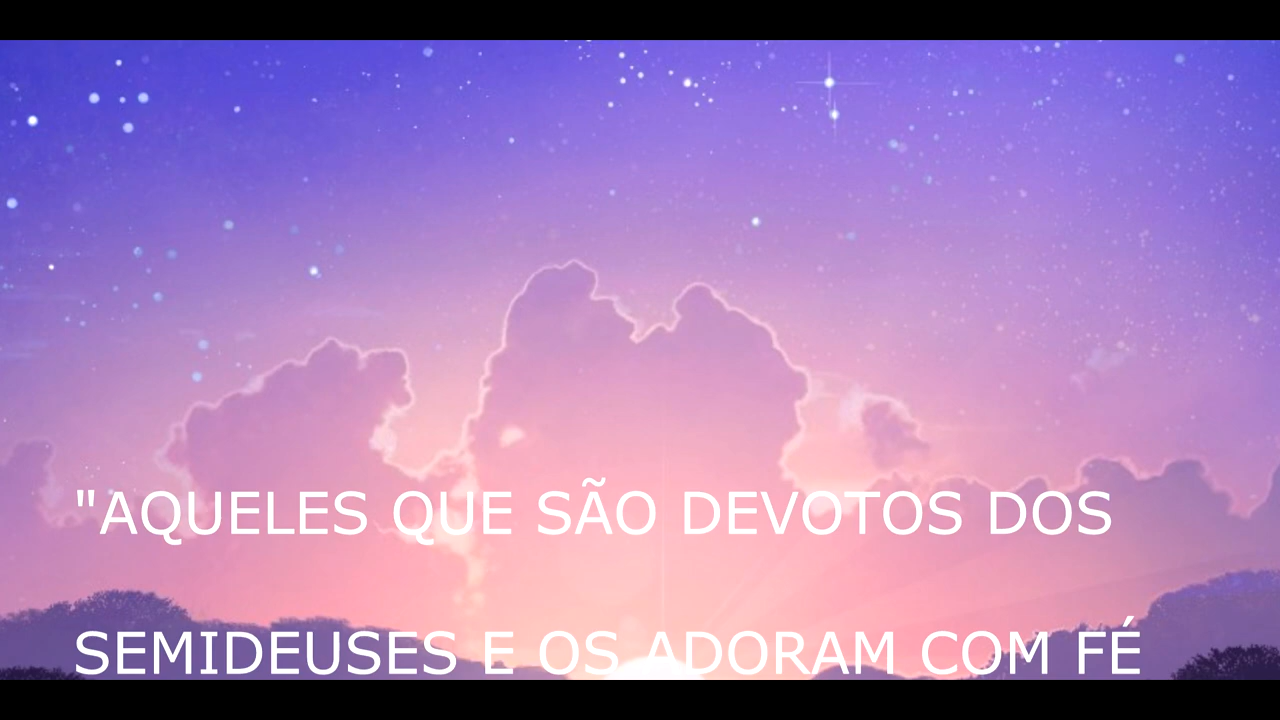 "AQUELES QUE SÃO DEVOTOS DOS
SEMIDEUSES E OS ADORAM COM FÉ